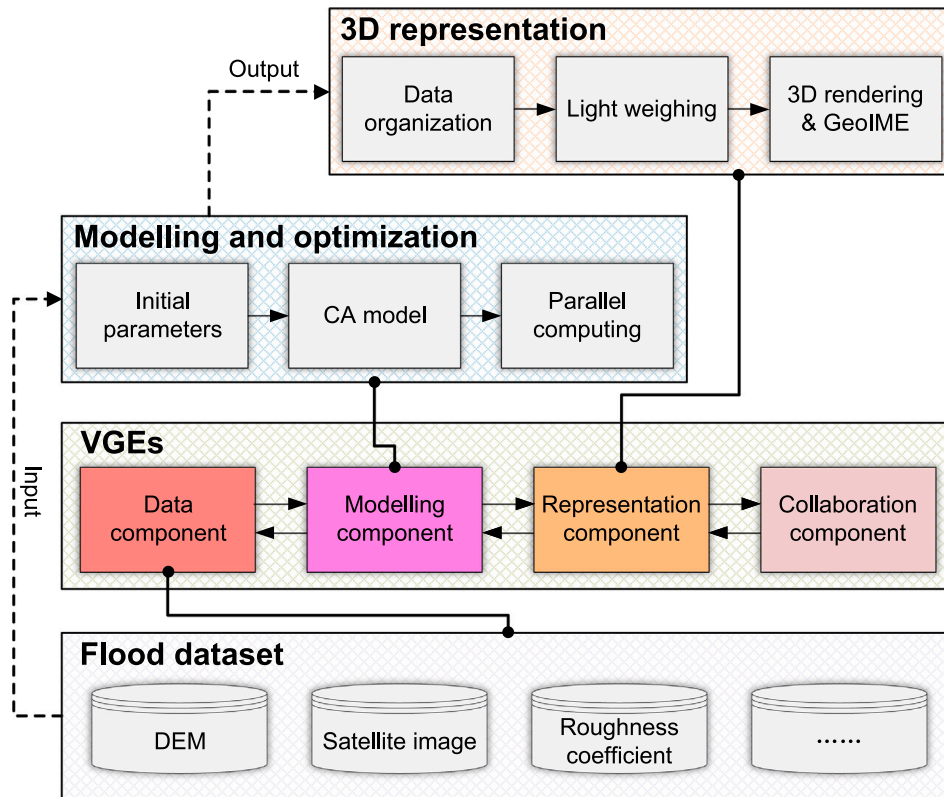 3D representation
Output
Data
organization
Light weighing
3D rendering
& GeoIME
Modelling and optimization
Initial
parameters
CA model
Parallel
computing
VGEs
Input
Data
component
Modelling
component
Representation
component
Collaboration
component
Flood dataset
DEM
Satellite image
Roughness
coefficient
......